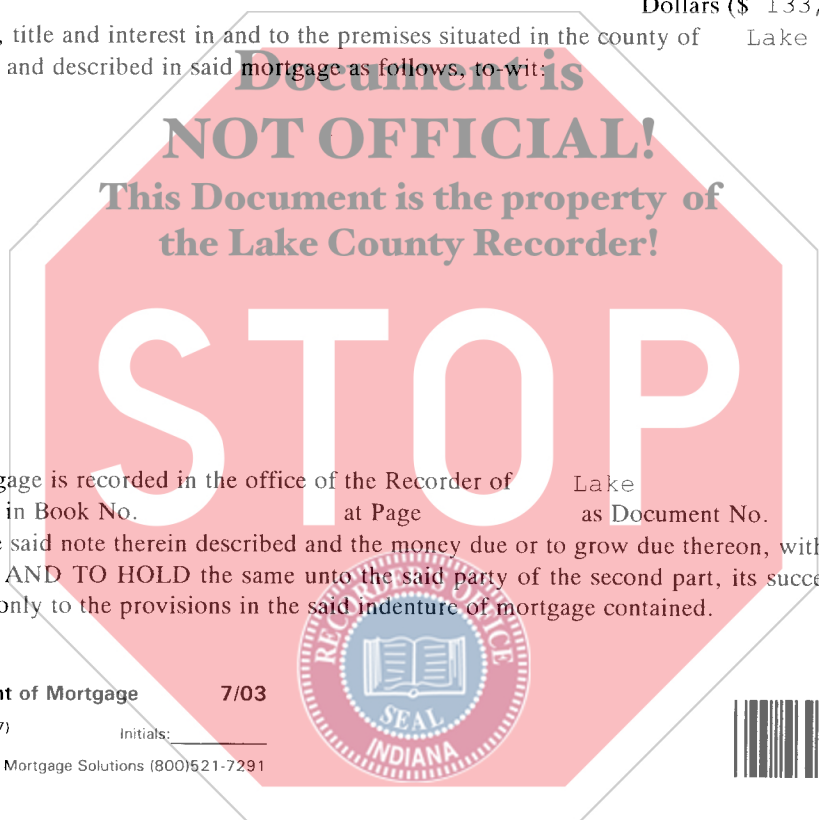 Dollars ($ 133,
, title and interest in and to the premises situated in the county of Lake
and described in said mortgage as follows, to-wit:
Document is
NOT OFFICIAL!
This Document is the property of
the Lake County Recorder!
STOP
gage is recorded in the office of the Recorder of Lake
in Book No. at Page as Document No.
e said note therein described and the money due or to grow due thereon, with
AND TO HOLD the same unto the said party of the second part, its succe
only to the provisions in the said indenture of mortgage contained.
RECORDER'S OFFICE
SEAL
INDIANA
nt of Mortgage 7/03
7) Initials:
Mortgage Solutions (800)521-7291